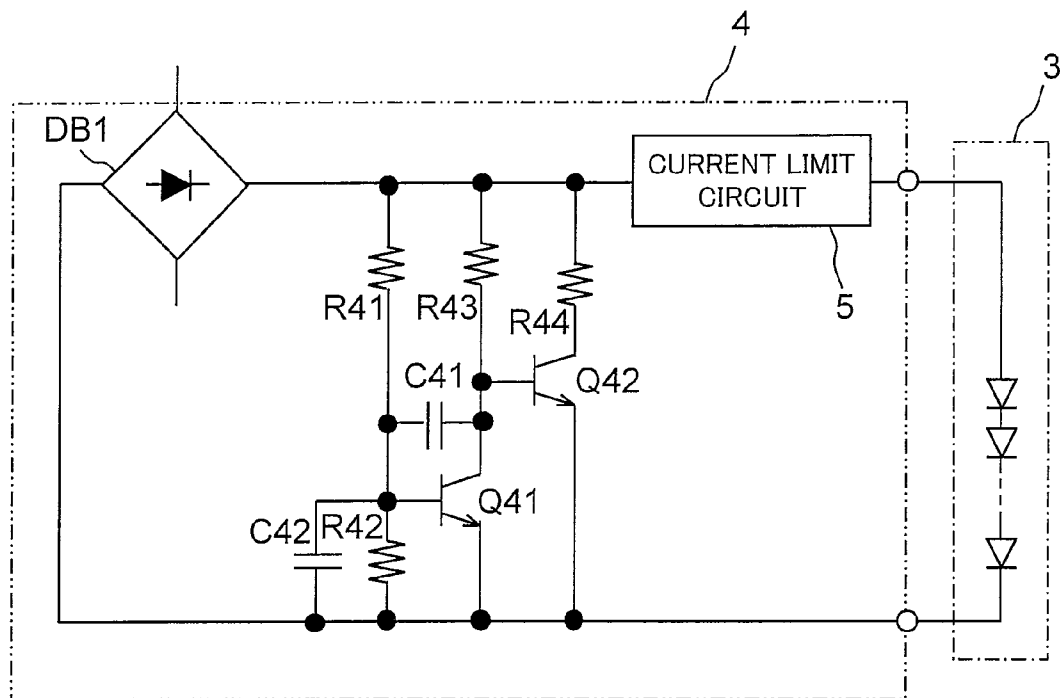 4
3
DB1
CURRENT LIMIT
CIRCUIT
5
R41
R43
R44
C41
Q42
Q41
C42
R42